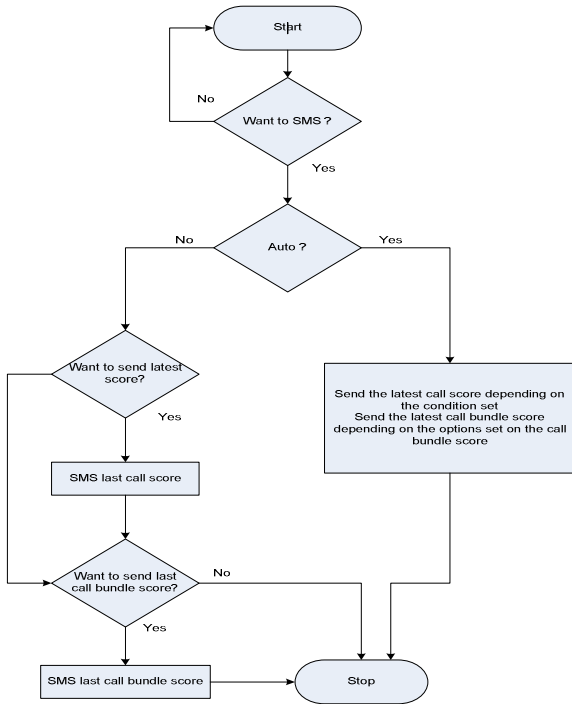 Start
No
Want to SMS ?
Yes
No
Auto ?
Yes
Want to send latest
score?
Yes
Send the latest call score depending on
the condition set
Send the latest call bundle score
depending on the options set on the call
bundle score
SMS last call score
Want to send last
call bundle score?
No
Yes
SMS last call bundle score
Stop